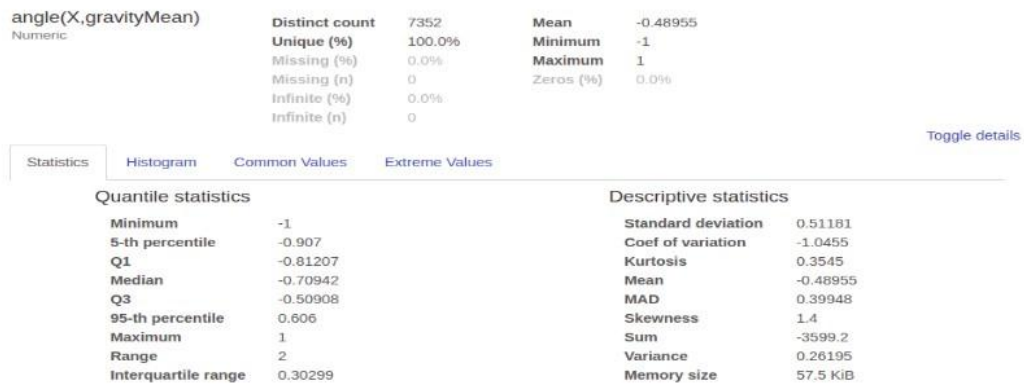 angle(X,gravityMean)
Numeric
Distinct count 7352
Unique (%) 100.0%
Missing (%) 0.0%
Missing (n) 0
Infinite (%) 0.0%
Infinite (n) 0
Mean -0.48955
Minimum -1
Maximum 1
Zeros (%) 0.0%
Toggle details
Statistics Histogram Common Values Extreme Values
Quantile statistics
Minimum -1
5-th percentile -0.907
Q1 -0.81207
Median -0.70942
Q3 -0.50908
95-th percentile 0.606
Maximum 1
Range 2
Interquartile range 0.30299
Descriptive statistics
Standard deviation 0.51181
Coef of variation -1.0455
Kurtosis 0.3545
Mean -0.48955
MAD 0.39948
Skewness 1.4
Sum -3599.2
Variance 0.26195
Memory size 57.5 KiB